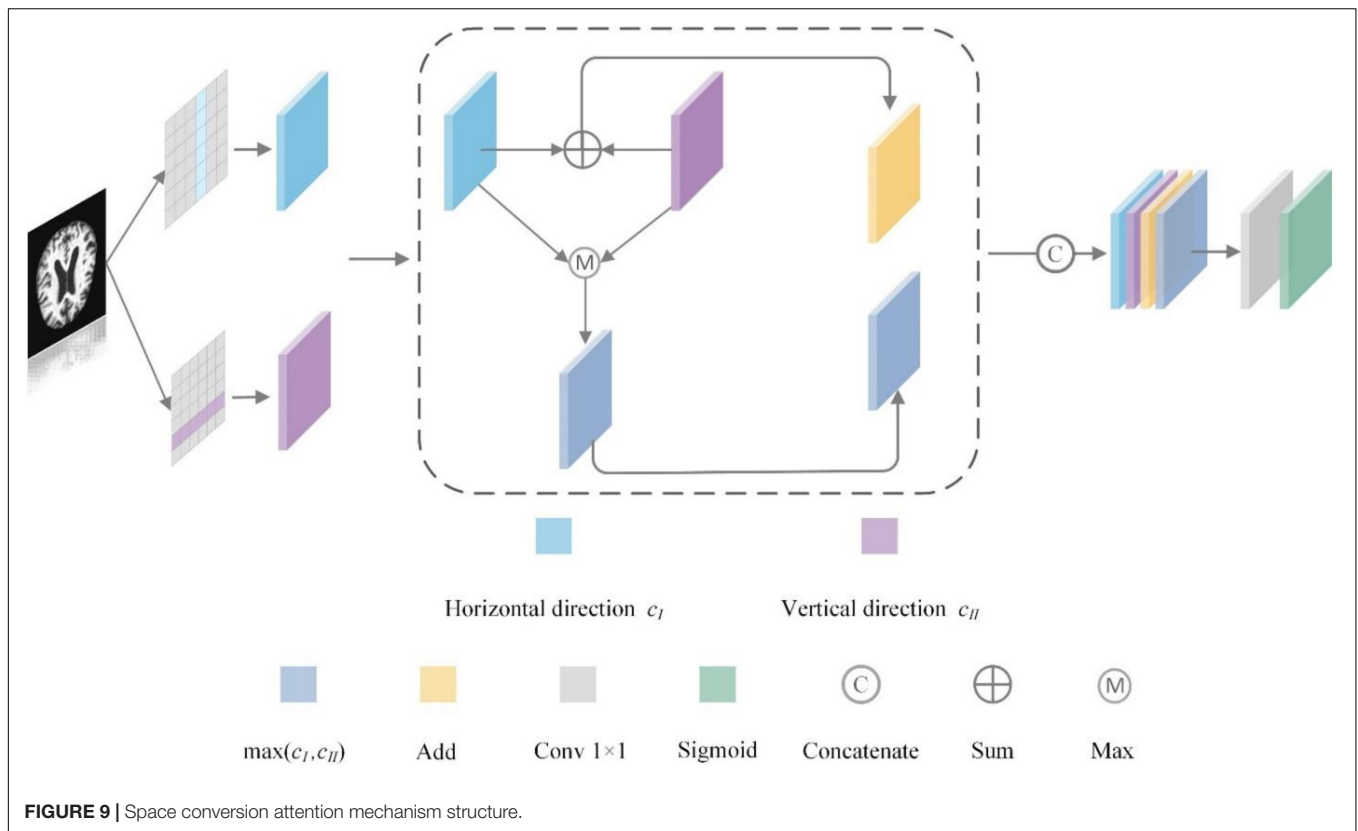 M
C
Horizontal direction c_I
Vertical direction c_II
C
M
max(c_I,c_II)
Add
Conv 1×1
Sigmoid
Concatenate
Sum
Max
FIGURE 9 | Space conversion attention mechanism structure.